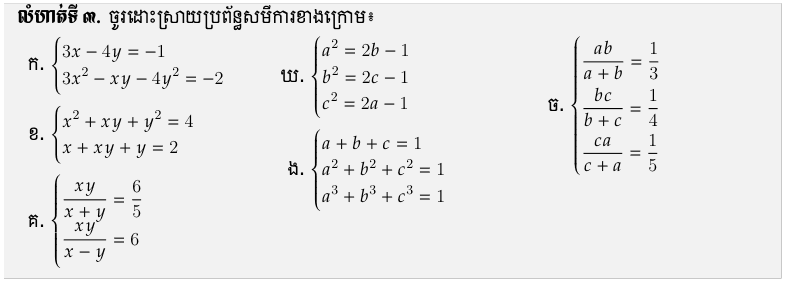 លំហាត់ទី ៣. ចូរដោះស្រាយប្រព័ន្ធសមីការខាងក្រោម៖
ក. 3x − 4y = −1
3x² − xy − 4y² = −2
ខ. x² + xy + y² = 4
x + xy + y = 2
គ. xy/(x + y) = 6/5
xy/(x − y) = 6
ឃ. a² = 2b − 1
b² = 2c − 1
c² = 2a − 1
ង. a + b + c = 1
a² + b² + c² = 1
a³ + b³ + c³ = 1
ច. ab/(a + b) = 1/3
bc/(b + c) = 1/4
ca/(c + a) = 1/5